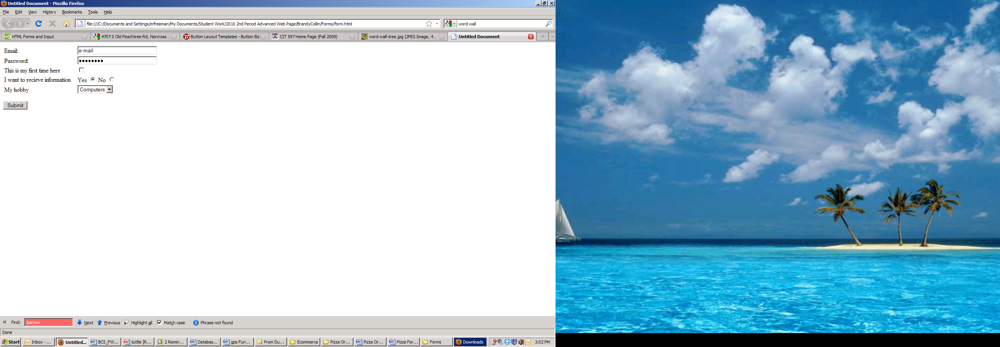 Untitled Document - Mozilla Firefox
File Edit View History Bookmarks Tools Help
file:///C:/Documents and Settings/mfreeman/My Documents/Student Work/2010 2nd Period Advanced Web Page/BrandyCollin/Forms/form.html word wall
HTML Forms and Input 4707 S Old Peachtree Rd, Norcross... Button Layout Templates - Button Biz CIT 597 Home Page (Fall 2009) word-wall-tree.jpg (JPEG Image, 4... Untitled Document
Email: e-mail
Password: ••••••••
This is my first time here
I want to recieve information Yes No
My hobby Computers
Submit
Find: barrow Next Previous Highlight all Match case Phrase not found
Done
Start Inbox - ... Untitled... BCS_FW... tuttle [R... 2 Remin... Databas... gps Fun... Prom Du... Ecommerce Pizza Or... Pizza Or... Pizza For... Forms Downloads 3:02 PM